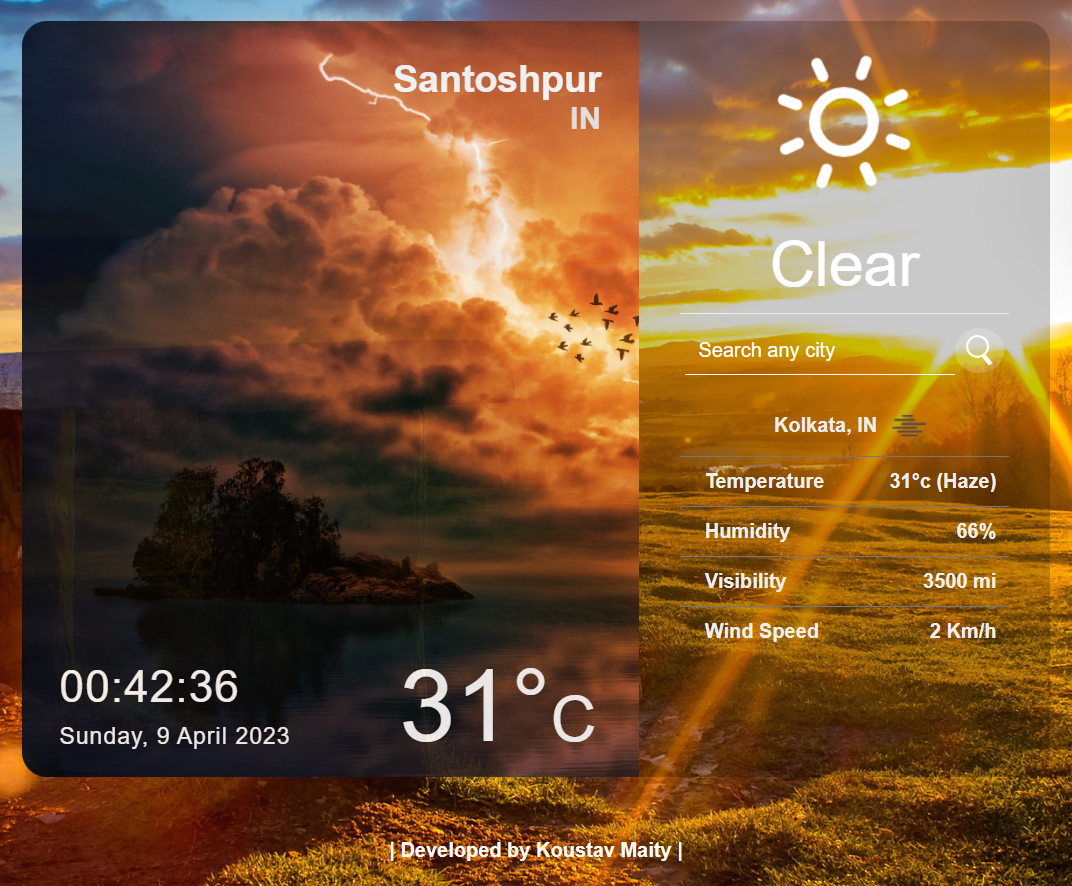 Santoshpur
IN
00:42:36
Sunday, 9 April 2023
31°c
Clear
Search any city
Kolkata, IN
Temperature 31°c (Haze)
Humidity 66%
Visibility 3500 mi
Wind Speed 2 Km/h
| Developed by Koustav Maity |